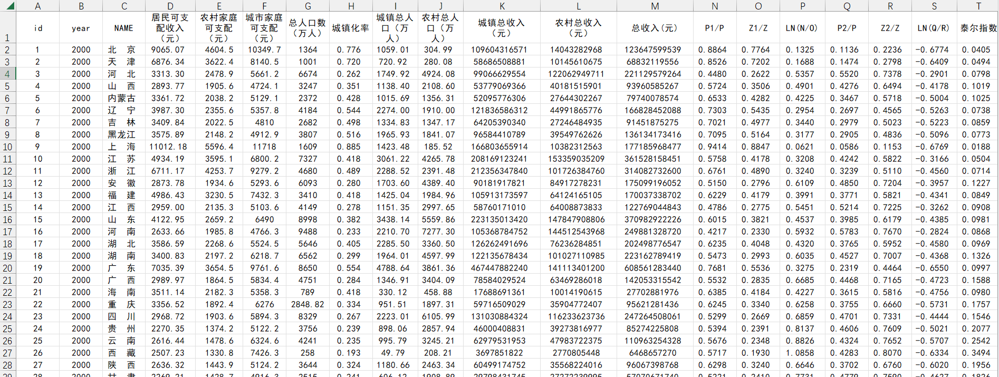 A B C D E F G H I J K L M N O P Q R S T
1 id year NAME 居民可支配收入（元） 农村家庭可支配（元） 城市家庭可支配（元） 总人口数（万人） 城镇化率 城镇总人口（万人） 农村总人口（万人） 城镇总收入（元） 农村总收入（元） 总收入(元) P1/P Z1/Z LN(N/O) P2/P Z2/Z LN(Q/R) 泰尔指数
2 1 2000 北 京 9065.07 4604.5 10349.7 1364 0.776 1059.01 304.99 109604316571 14043282968 123647599539 0.8864 0.7764 0.1325 0.1136 0.2236 -0.6774 0.0405
3 2 2000 天 津 6876.34 3622.4 8140.5 1001 0.720 720.92 280.08 58686508881 10145610675 68832119556 0.8526 0.7202 0.1688 0.1474 0.2798 -0.6409 0.0494
4 3 2000 河 北 3313.30 2478.9 5661.2 6674 0.262 1749.92 4924.08 99066629554 122062949711 221129579264 0.4480 0.2622 0.5357 0.5520 0.7378 -0.2901 0.0798
5 4 2000 山 西 2893.77 1905.6 4724.1 3247 0.351 1138.40 2108.60 53779069366 40181515901 93960585267 0.5724 0.3506 0.4901 0.4276 0.6494 -0.4178 0.1019
6 5 2000 内蒙古 3361.72 2038.2 5129.1 2372 0.428 1015.69 1356.31 52095776306 27644302267 79740078574 0.6533 0.4282 0.4225 0.3467 0.5718 -0.5004 0.1025
7 6 2000 辽 宁 3987.30 2355.6 5357.8 4184 0.544 2274.00 1910.00 121836586312 44991865776 166828452088 0.7303 0.5435 0.2954 0.2697 0.4565 -0.5263 0.0738
8 7 2000 吉 林 3409.84 2022.5 4810 2682 0.498 1334.83 1347.17 64205390340 27246484935 91451875275 0.7021 0.4977 0.3440 0.2979 0.5023 -0.5223 0.0859
9 8 2000 黑龙江 3575.89 2148.2 4912.9 3807 0.516 1965.93 1841.07 96584410789 39549762626 136134173416 0.7095 0.5164 0.3177 0.2905 0.4836 -0.5096 0.0773
10 9 2000 上 海 11012.18 5596.4 11718 1609 0.885 1423.48 185.52 166803655914 10382312563 177185968477 0.9414 0.8847 0.0621 0.0586 0.1153 -0.6769 0.0188
11 10 2000 江 苏 4934.19 3595.1 6800.2 7327 0.418 3061.22 4265.78 208169123241 153359035209 361528158451 0.5758 0.4178 0.3208 0.4242 0.5822 -0.3166 0.0504
12 11 2000 浙 江 6711.17 4253.7 9279.2 4680 0.489 2288.52 2391.48 212356347840 101726384760 314082732600 0.6761 0.4890 0.3240 0.3239 0.5110 -0.4560 0.0714
13 12 2000 安 徽 2873.78 1934.6 5293.6 6093 0.280 1703.60 4389.40 90181917821 84917278231 175099196052 0.5150 0.2796 0.6109 0.4850 0.7204 -0.3957 0.1227
14 13 2000 福 建 4986.43 3230.5 7432.3 3410 0.418 1425.04 1984.96 105913173597 64124165105 170037338702 0.6229 0.4179 0.3991 0.3771 0.5821 -0.4341 0.0849
15 14 2000 江 西 2959.00 2135.3 5103.6 4149 0.278 1151.35 2997.65 58760171010 64008873833 122769044843 0.4786 0.2775 0.5451 0.5214 0.7225 -0.3262 0.0908
16 15 2000 山 东 4122.95 2659.2 6490 8998 0.382 3438.14 5559.86 223135013420 147847908806 370982922226 0.6015 0.3821 0.4537 0.3985 0.6179 -0.4385 0.0981
17 16 2000 河 南 2633.66 1985.8 4766.3 9488 0.233 2210.70 7277.30 105368784752 144512543968 249881328720 0.4217 0.2330 0.5932 0.5783 0.7670 -0.2824 0.0868
18 17 2000 湖 北 3586.59 2268.6 5524.5 5646 0.405 2285.50 3360.50 126262491696 76236284851 202498776547 0.6235 0.4048 0.4320 0.3765 0.5952 -0.4580 0.0969
19 18 2000 湖 南 3400.83 2197.2 6218.7 6562 0.299 1964.01 4597.99 122135678434 101027110985 223162789419 0.5473 0.2993 0.6035 0.4527 0.7007 -0.4368 0.1326
20 19 2000 广 东 7035.39 3654.5 9761.6 8650 0.554 4788.64 3861.36 467447882240 141113401200 608561283440 0.7681 0.5536 0.3275 0.2319 0.4464 -0.6550 0.0997
21 20 2000 广 西 2989.97 1864.5 5834.4 4751 0.284 1346.91 3404.09 78584029524 63469286018 142053315542 0.5532 0.2835 0.6685 0.4468 0.7165 -0.4723 0.1588
22 21 2000 海 南 3511.14 2182.3 5358.3 789 0.418 330.12 458.88 17688691361 10014190615 27702881976 0.6385 0.4184 0.4227 0.3615 0.5816 -0.4756 0.0980
23 22 2000 重 庆 3356.52 1892.4 6276 2848.82 0.334 951.51 1897.31 59716509029 35904772407 95621281436 0.6245 0.3340 0.6258 0.3755 0.6660 -0.5731 0.1757
24 23 2000 四 川 2968.72 1903.6 5894.3 8329 0.267 2223.01 6105.99 131030884324 116233623736 247264508061 0.5299 0.2669 0.6859 0.4701 0.7331 -0.4444 0.1546
25 24 2000 贵 州 2270.35 1374.2 5122.2 3756 0.239 898.06 2857.94 46000408831 39273816977 85274225808 0.5394 0.2391 0.8137 0.4606 0.7609 -0.5021 0.2077
26 25 2000 云 南 2616.44 1478.6 6324.6 4241 0.235 995.79 3245.21 62979531953 47983722375 110963254328 0.5676 0.2348 0.8826 0.4324 0.7652 -0.5707 0.2542
27 26 2000 西 藏 2507.23 1330.8 7426.3 258 0.193 49.79 208.21 3697851822 2770805448 6468657270 0.5717 0.1930 1.0858 0.4283 0.8070 -0.6334 0.3494
28 27 2000 陕 西 2636.32 1443.9 5124.2 3644 0.324 1180.66 2463.34 60499174752 35568224016 96067398768 0.6298 0.3240 0.6646 0.3702 0.6760 -0.6020 0.1956